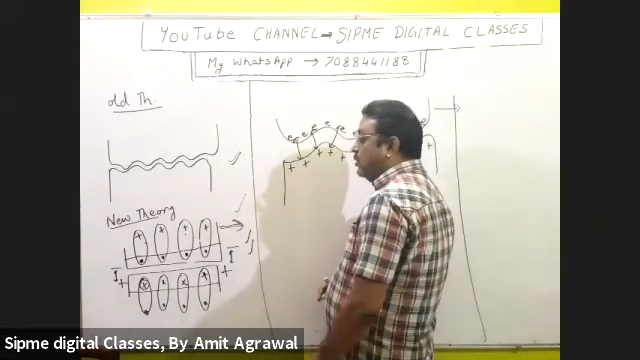 YouTube CHANNEL → SIPME DIGITAL CLASSES
My WhatsApp → 7088441188
old Th.
New Theory
Sipme digital Classes, By Amit Agrawal